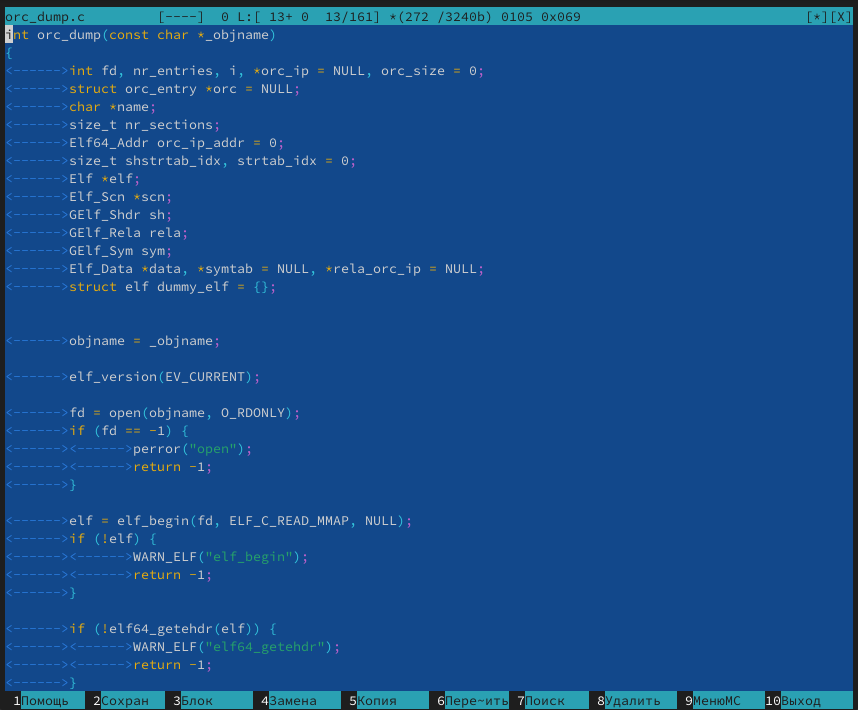 orc_dump.c         [----]  0 L:[ 13+ 0  13/161] *(272 /3240b) 0105 0x069                            [*][X]
int orc_dump(const char *_objname)
{
<------>int fd, nr_entries, i, *orc_ip = NULL, orc_size = 0;
<------>struct orc_entry *orc = NULL;
<------>char *name;
<------>size_t nr_sections;
<------>Elf64_Addr orc_ip_addr = 0;
<------>size_t shstrtab_idx, strtab_idx = 0;
<------>Elf *elf;
<------>Elf_Scn *scn;
<------>GElf_Shdr sh;
<------>GElf_Rela rela;
<------>GElf_Sym sym;
<------>Elf_Data *data, *symtab = NULL, *rela_orc_ip = NULL;
<------>struct elf dummy_elf = {};
<------>objname = _objname;
<------>elf_version(EV_CURRENT);
<------>fd = open(objname, O_RDONLY);
<------>if (fd == -1) {
<------><------>perror("open");
<------><------>return -1;
<------>}
<------>elf = elf_begin(fd, ELF_C_READ_MMAP, NULL);
<------>if (!elf) {
<------><------>WARN_ELF("elf_begin");
<------><------>return -1;
<------>}
<------>if (!elf64_getehdr(elf)) {
<------><------>WARN_ELF("elf64_getehdr");
<------><------>return -1;
<------>}
1Помощь 2Сохран 3Блок 4Замена 5Копия 6Пере~ить 7Поиск 8Удалить 9МенюMC 10Выход